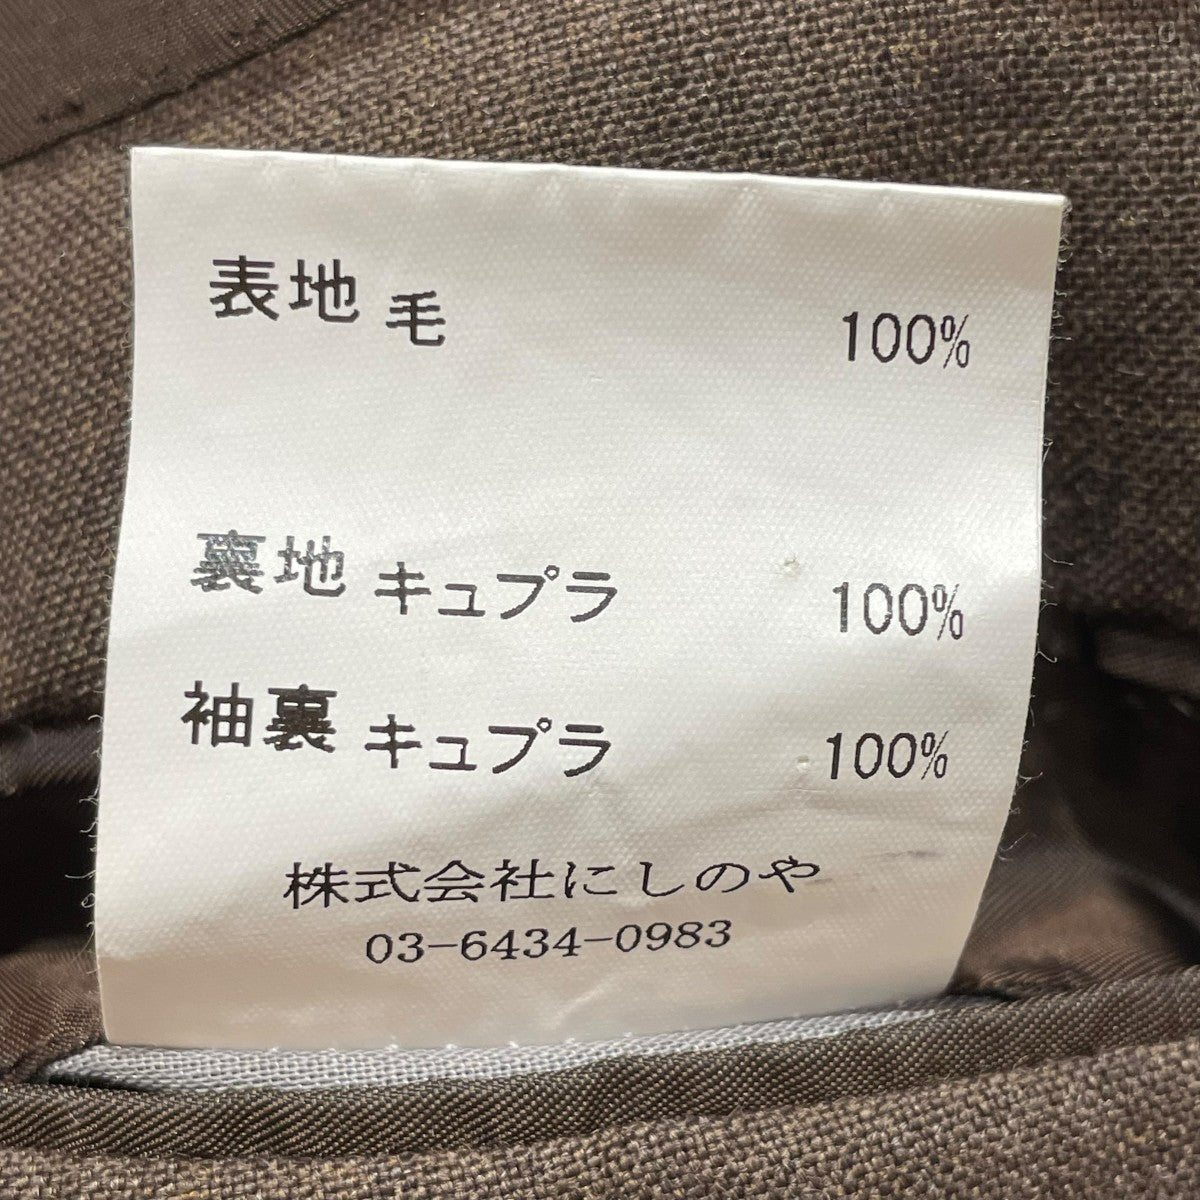 表地 毛 100%
裏地 キュプラ 100%
袖裏 キュプラ 100%
株式会社にしのや
03-6434-0983